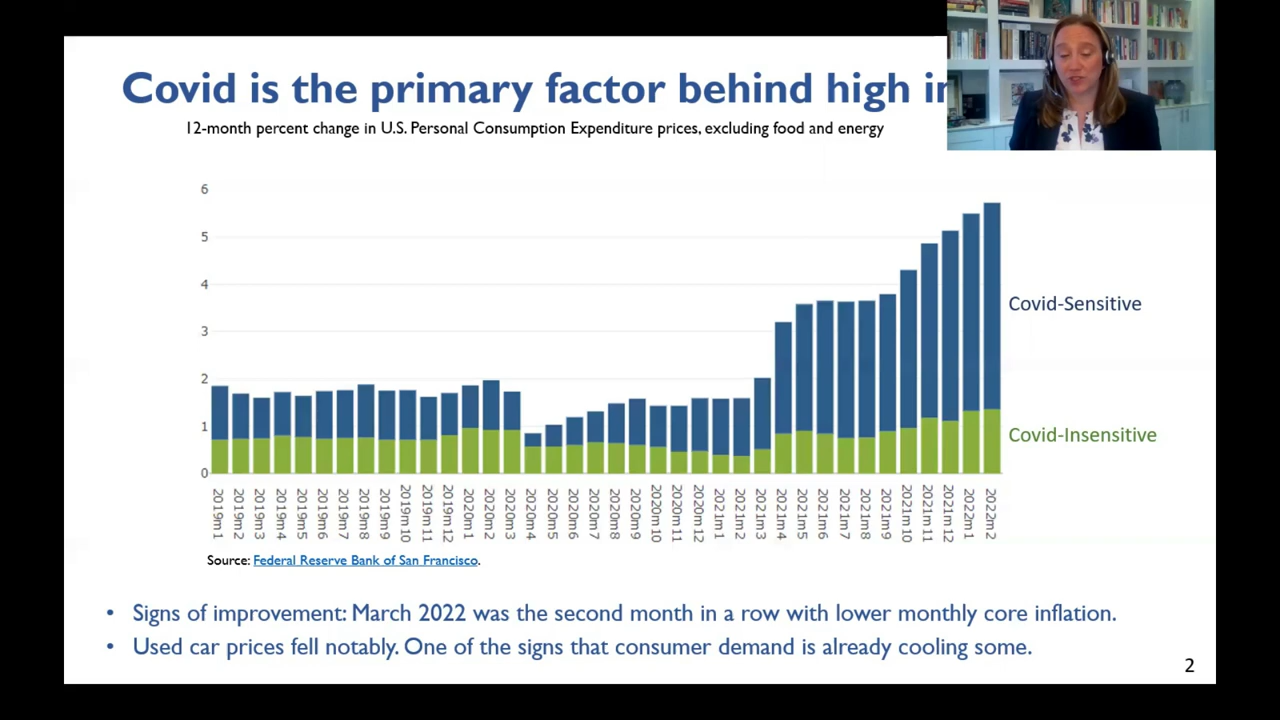 Covid is the primary factor behind high in
12-month percent change in U.S. Personal Consumption Expenditure prices, excluding food and energy
6
5
4
3
2
1
0
Covid-Sensitive
Covid-Insensitive
2019m1
2019m2
2019m3
2019m4
2019m5
2019m6
2019m7
2019m8
2019m9
2019m10
2019m11
2019m12
2020m1
2020m2
2020m3
2020m4
2020m5
2020m6
2020m7
2020m8
2020m9
2020m10
2020m11
2020m12
2021m1
2021m2
2021m3
2021m4
2021m5
2021m6
2021m7
2021m8
2021m9
2021m10
2021m11
2021m12
2022m1
2022m2
Source: Federal Reserve Bank of San Francisco.
• Signs of improvement: March 2022 was the second month in a row with lower monthly core inflation.
• Used car prices fell notably. One of the signs that consumer demand is already cooling some.
2